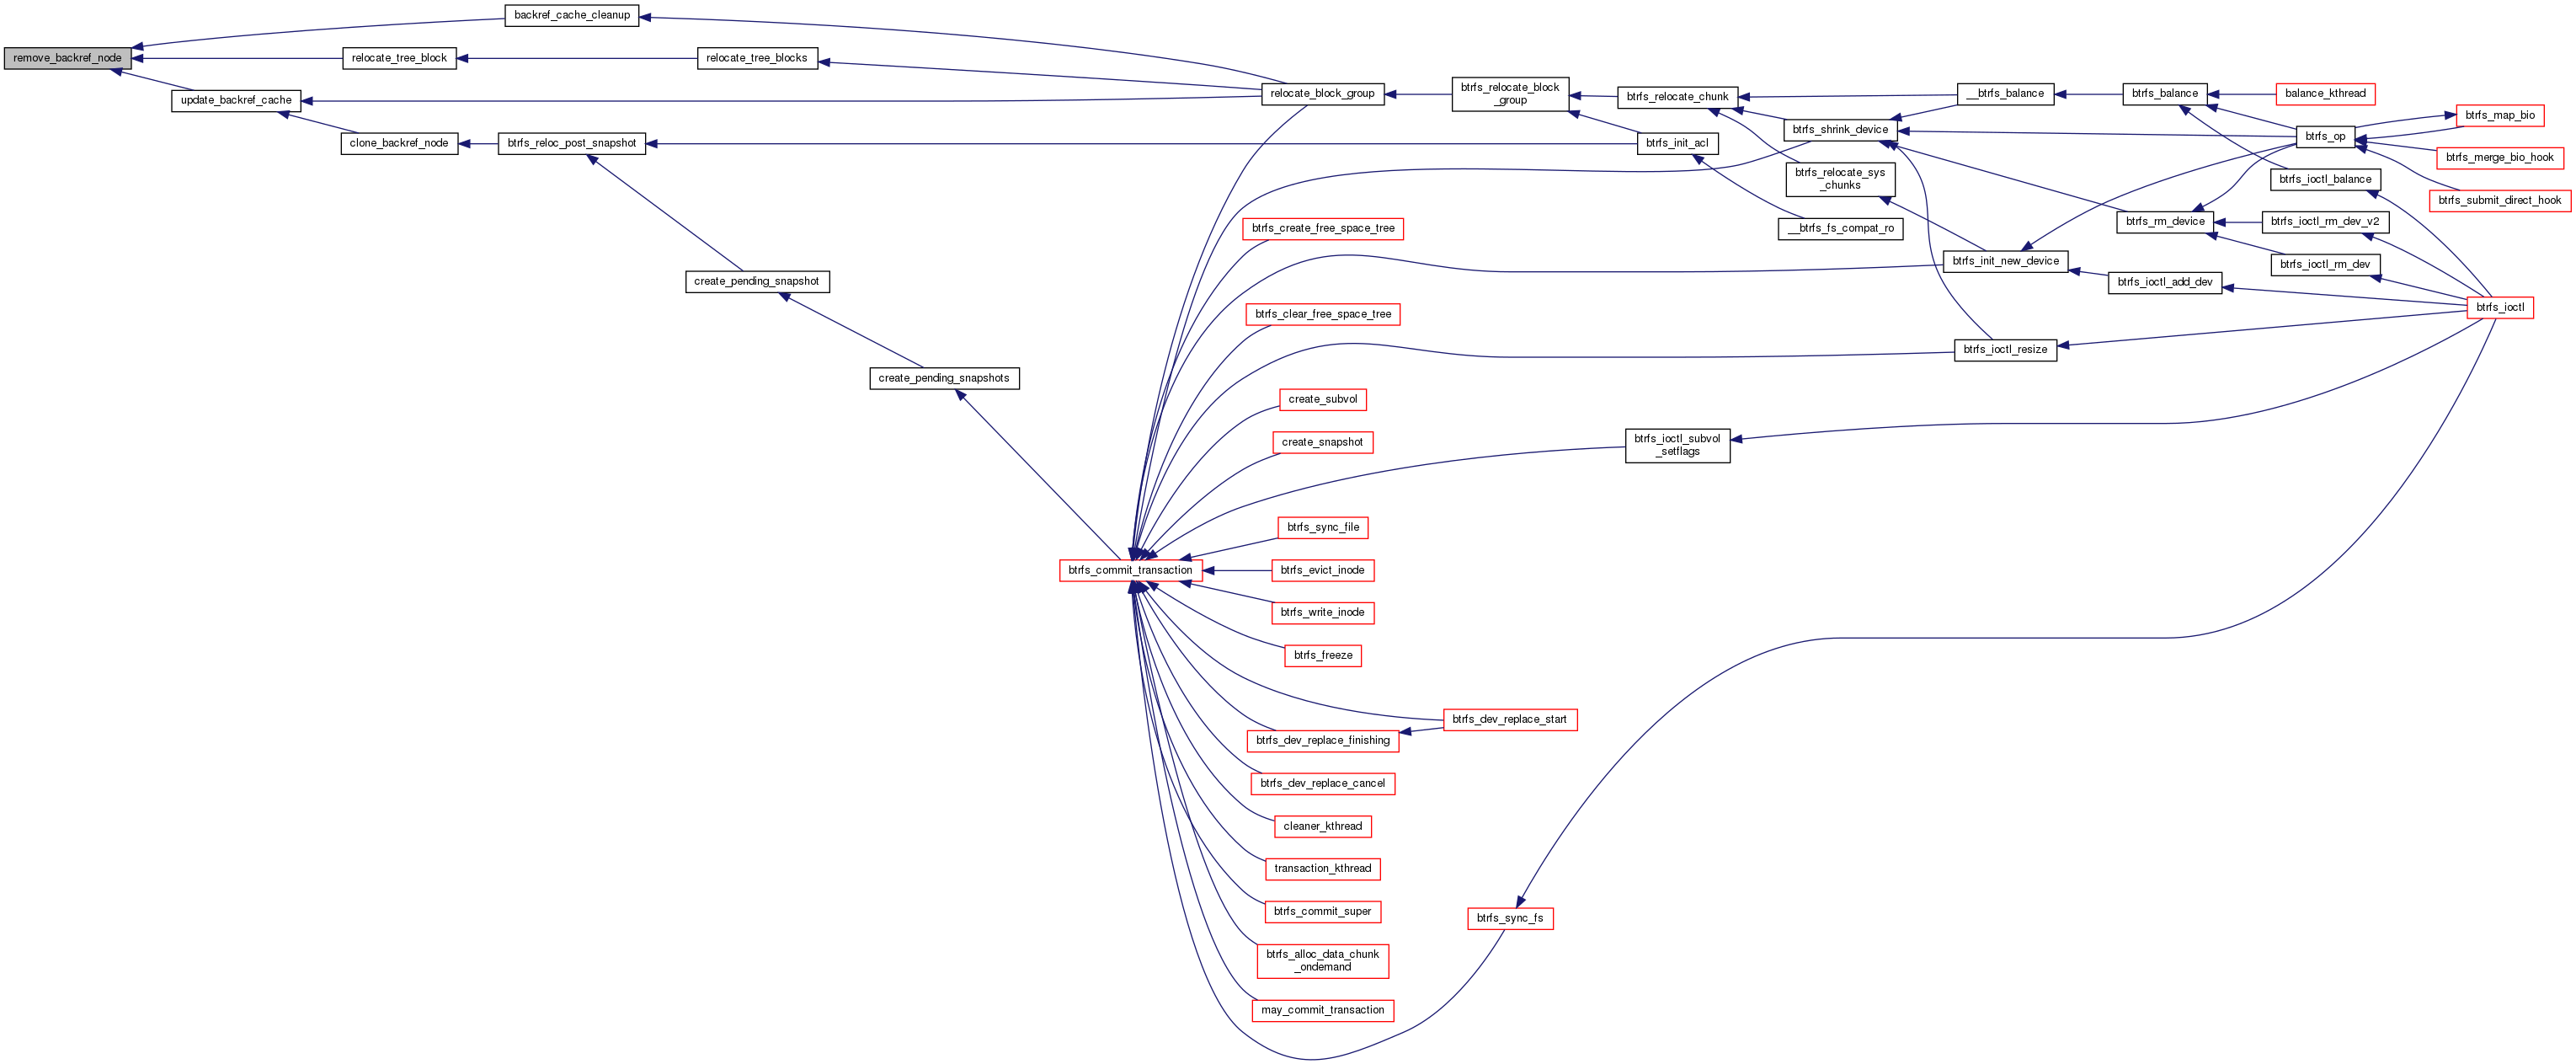 remove_backref_node
backref_cache_cleanup
relocate_tree_block
update_backref_cache
relocate_tree_blocks
clone_backref_node
btrfs_reloc_post_snapshot
create_pending_snapshot
create_pending_snapshots
btrfs_commit_transaction
relocate_block_group
btrfs_relocate_block
_group
btrfs_init_acl
btrfs_relocate_chunk
btrfs_shrink_device
btrfs_relocate_sys
_chunks
__btrfs_fs_compat_ro
__btrfs_balance
btrfs_balance
balance_kthread
btrfs_op
btrfs_map_bio
btrfs_merge_bio_hook
btrfs_submit_direct_hook
btrfs_ioctl_balance
btrfs_rm_device
btrfs_ioctl_rm_dev_v2
btrfs_ioctl_rm_dev
btrfs_init_new_device
btrfs_ioctl_add_dev
btrfs_ioctl
btrfs_ioctl_resize
btrfs_create_free_space_tree
btrfs_clear_free_space_tree
create_subvol
create_snapshot
btrfs_ioctl_subvol
_setflags
btrfs_sync_file
btrfs_evict_inode
btrfs_write_inode
btrfs_freeze
btrfs_dev_replace_start
btrfs_dev_replace_finishing
btrfs_dev_replace_cancel
cleaner_kthread
transaction_kthread
btrfs_commit_super
btrfs_sync_fs
btrfs_alloc_data_chunk
_ondemand
may_commit_transaction